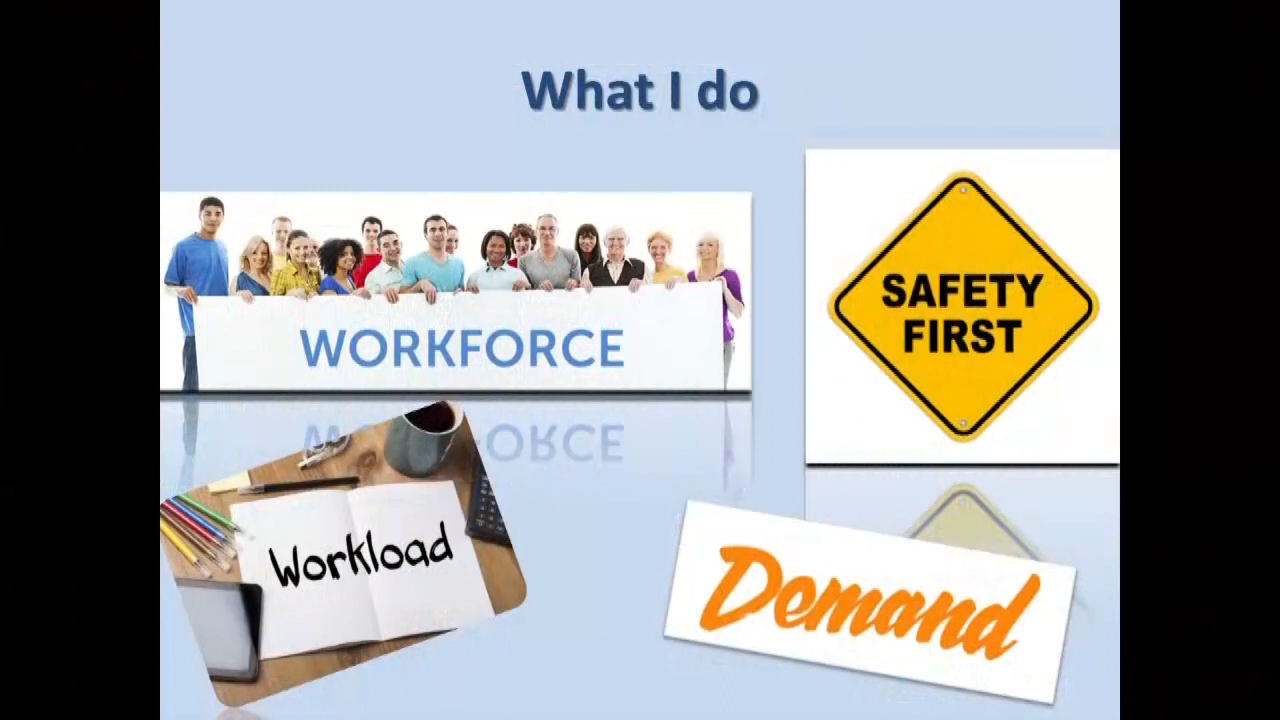 What I do
WORKFORCE
SAFETY
FIRST
Workload
Demand